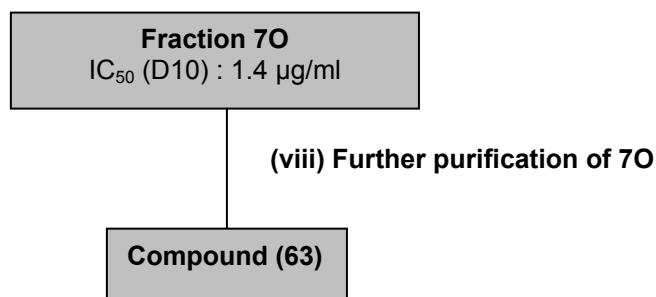 Fraction 7O
IC₅₀ (D10) : 1.4 µg/ml
(viii) Further purification of 7O
Compound (63)